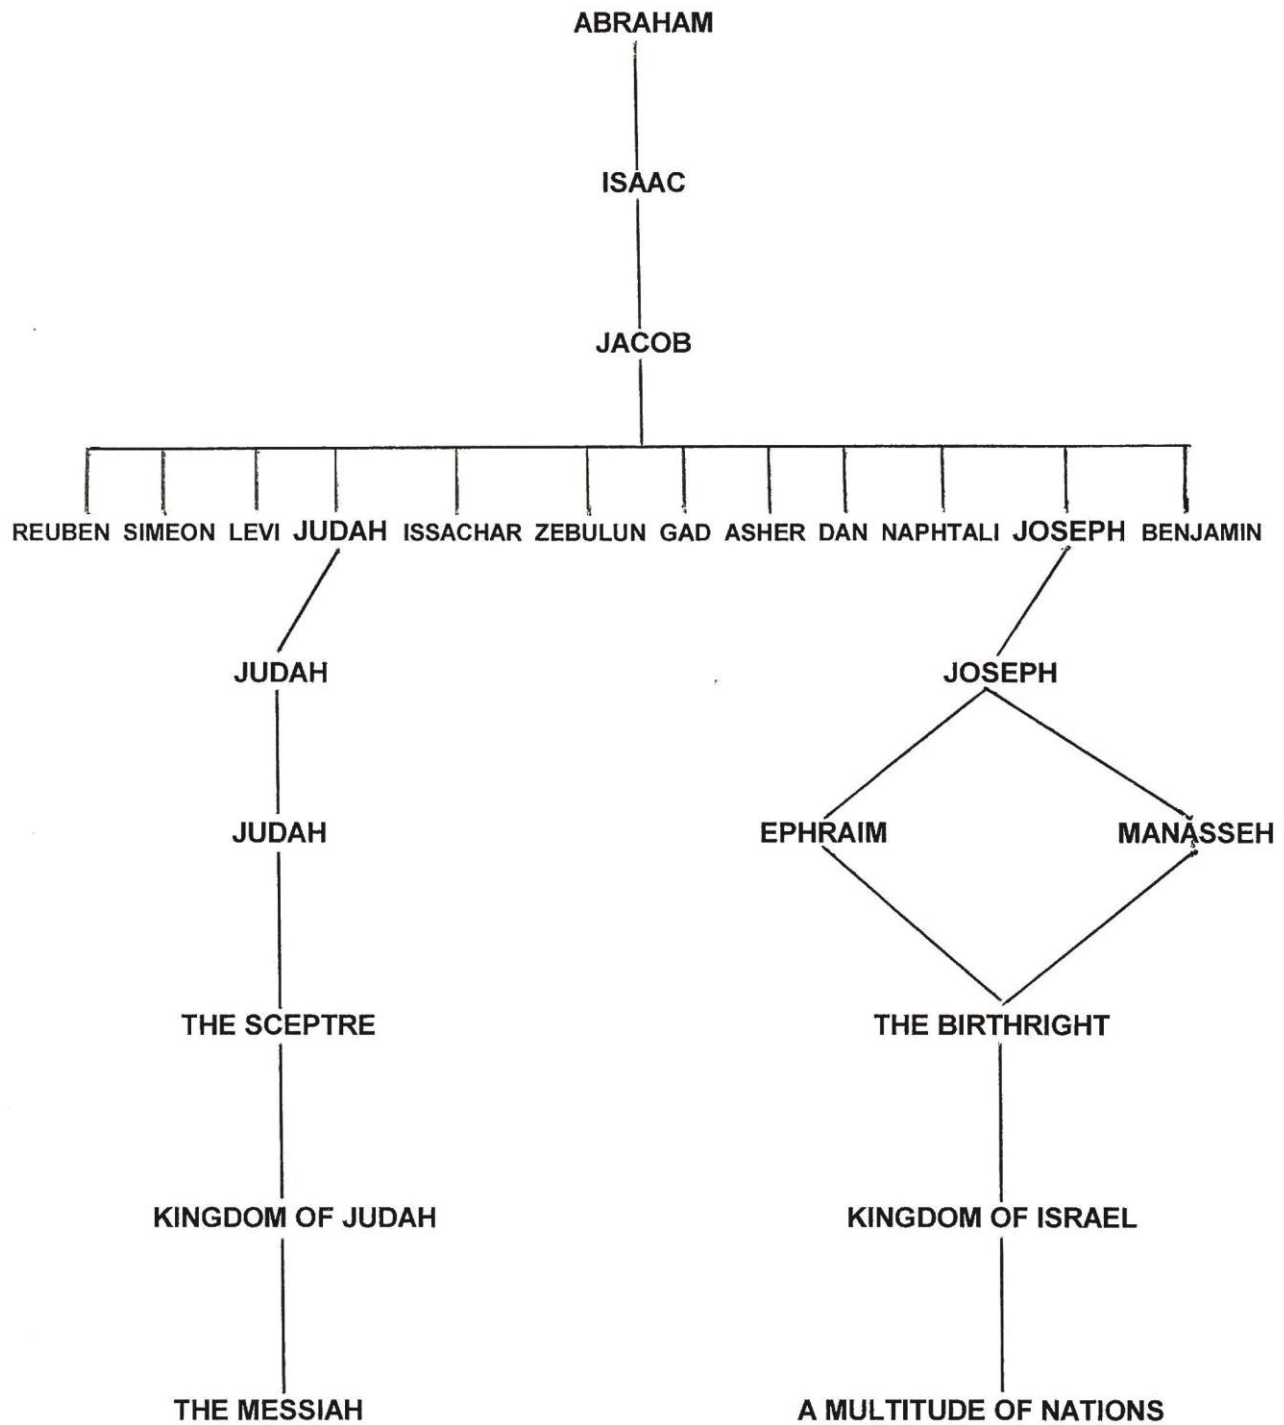 ABRAHAM
ISAAC
JACOB
REUBEN SIMEON LEVI JUDAH ISSACHAR ZEBULUN GAD ASHER DAN NAPHTALI JOSEPH BENJAMIN
JUDAH JOSEPH
JUDAH EPHRAIM MANASSEH
THE SCEPTRE THE BIRTHRIGHT
KINGDOM OF JUDAH KINGDOM OF ISRAEL
THE MESSIAH A MULTITUDE OF NATIONS